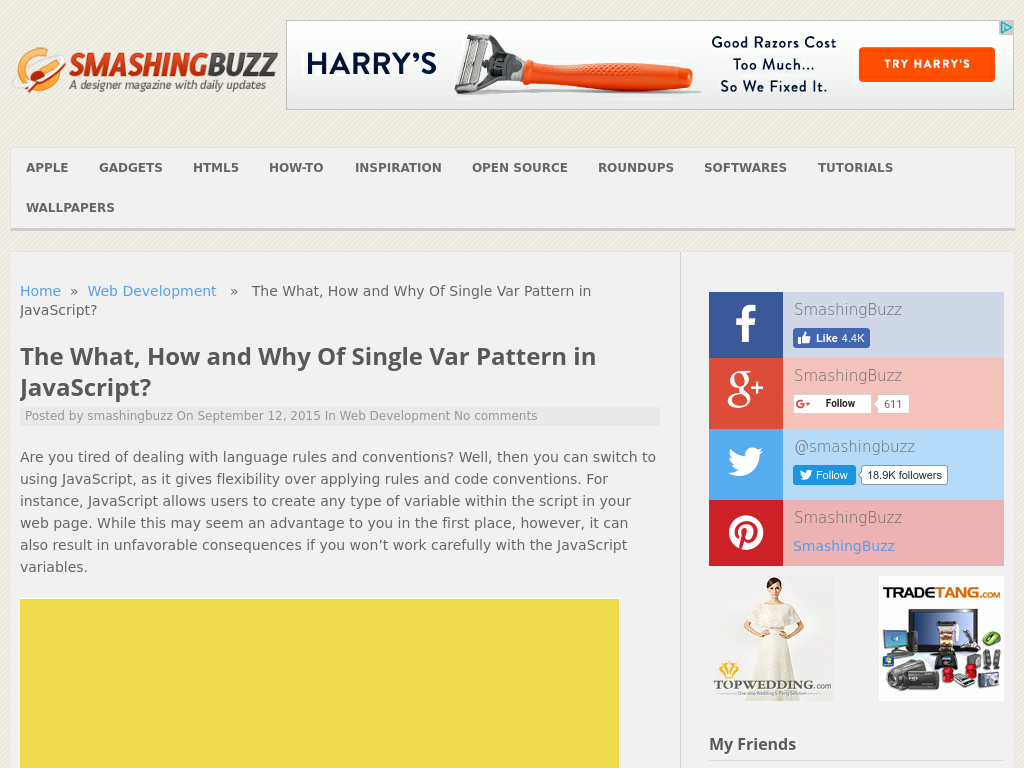 SMASHINGBUZZ
A designer magazine with daily updates
HARRY'S
Good Razors Cost
Too Much...
So We Fixed It.
TRY HARRY'S
APPLE GADGETS HTML5 HOW-TO INSPIRATION OPEN SOURCE ROUNDUPS SOFTWARES TUTORIALS
WALLPAPERS
Home » Web Development » The What, How and Why Of Single Var Pattern in
JavaScript?
The What, How and Why Of Single Var Pattern in
JavaScript?
Posted by smashingbuzz On September 12, 2015 In Web Development No comments
Are you tired of dealing with language rules and conventions? Well, then you can switch to
using JavaScript, as it gives flexibility over applying rules and code conventions. For
instance, JavaScript allows users to create any type of variable within the script in your
web page. While this may seem an advantage to you in the first place, however, it can
also result in unfavorable consequences if you won’t work carefully with the JavaScript
variables.
SmashingBuzz
Like 4.4K
SmashingBuzz
Follow 611
@smashingbuzz
Follow 18.9K followers
SmashingBuzz
SmashingBuzz
TOPWEDDING.com
One-stop Wedding & Party Solution
TRADETANG.COM
My Friends